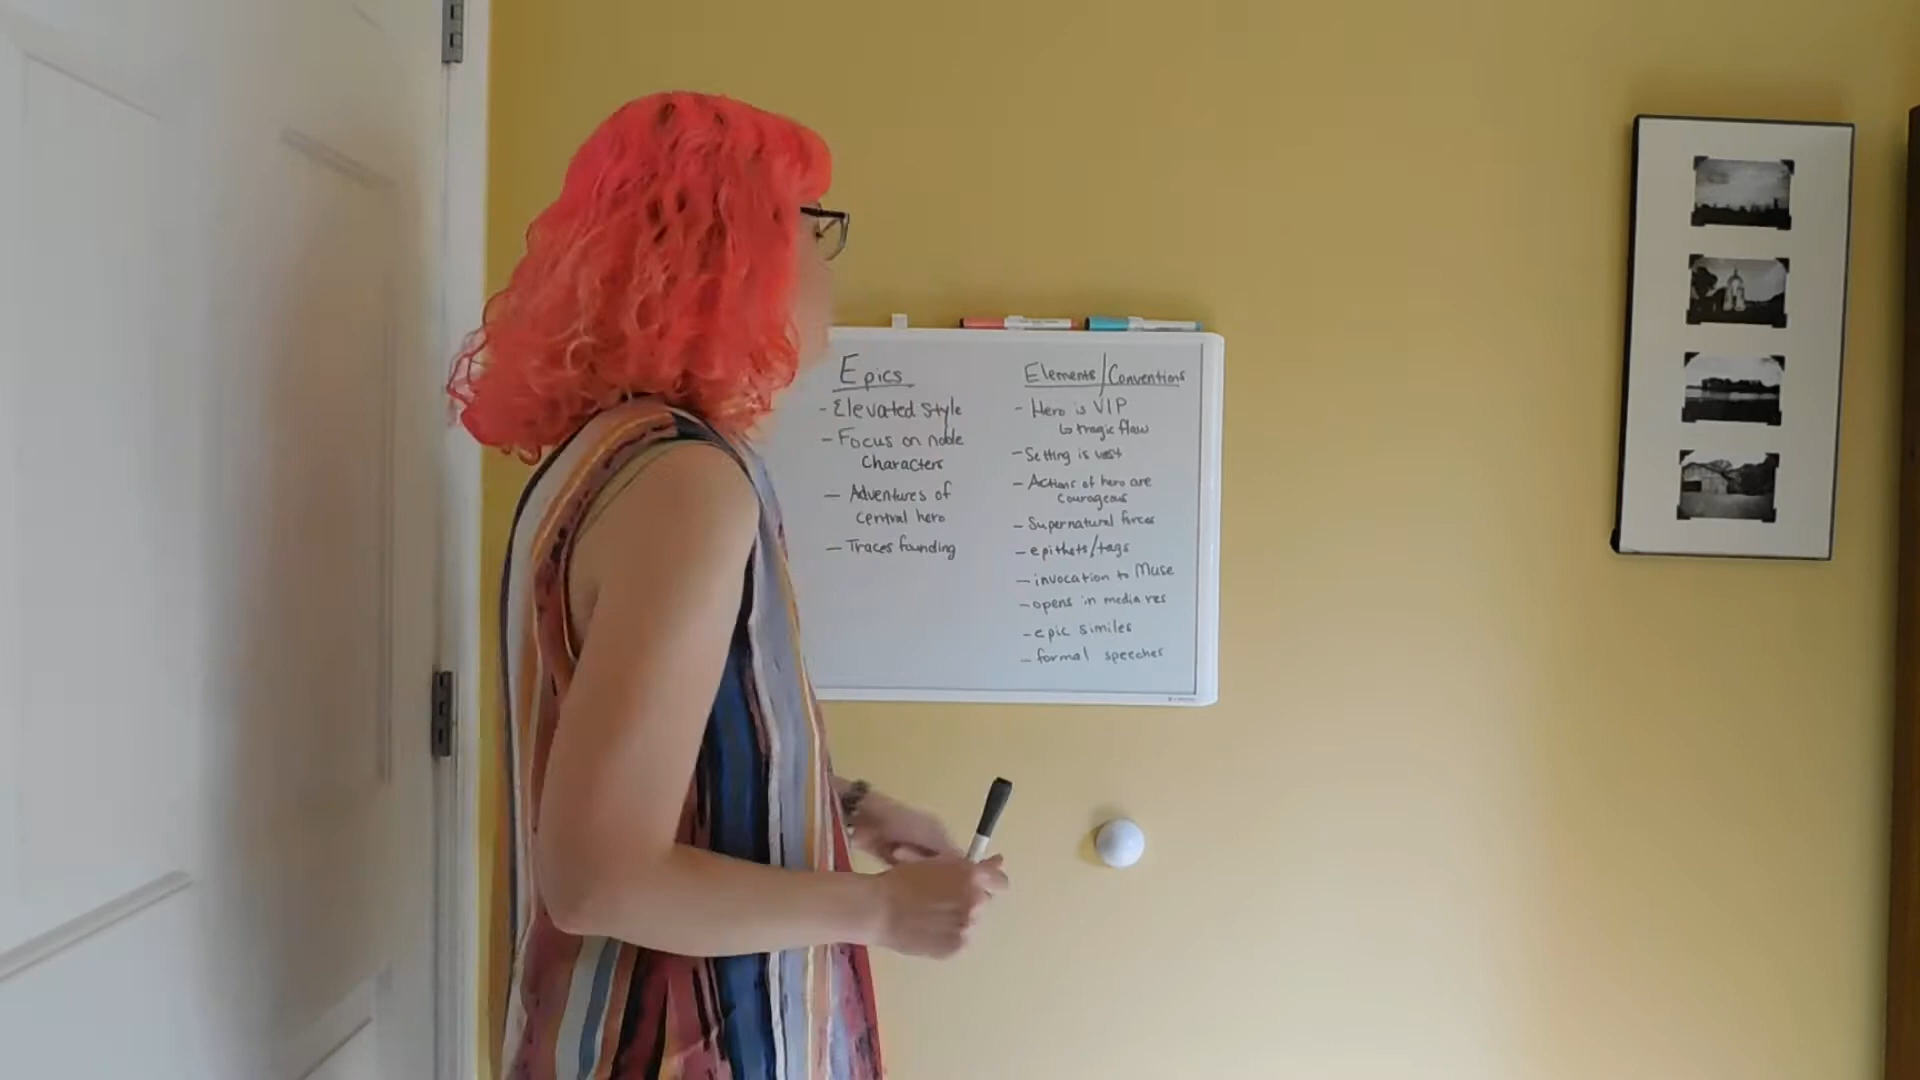 Epics
- Elevated Style
- Focus on noble
Characters
- Adventures of
central hero
- Traces founding
Elements/Conventions
- Hero is VIP
↳ tragic flaw
- Setting is vast
- Actions of hero are
courageous
- Supernatural forces
- epithets/tags
- invocation to Muse
- opens in media res
- epic similes
- formal speeches